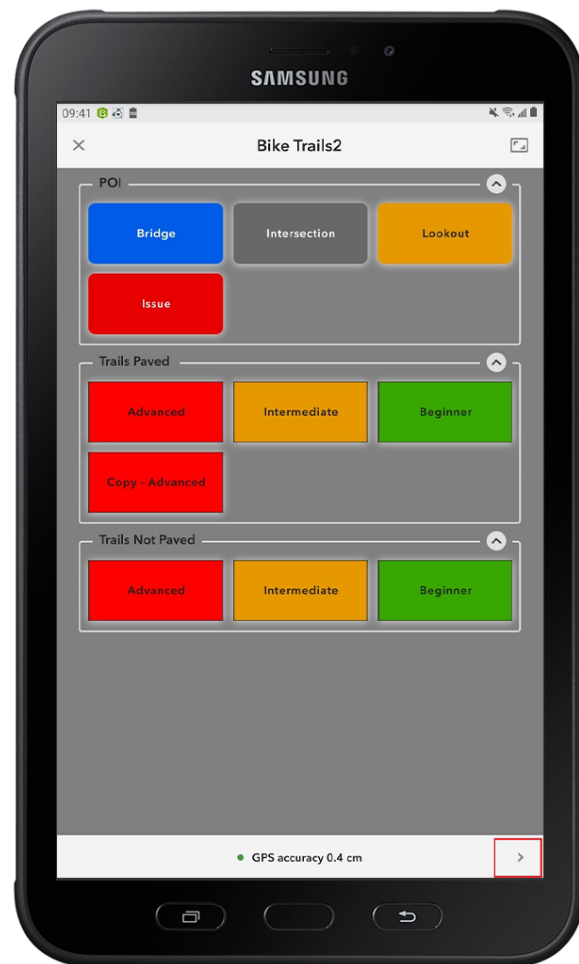 SAMSUNG
09:41
Bike Trails2
POI
Bridge
Intersection
Lookout
Issue
Trails Paved
Advanced
Intermediate
Beginner
Copy - Advanced
Trails Not Paved
Advanced
Intermediate
Beginner
GPS accuracy 0.4 cm